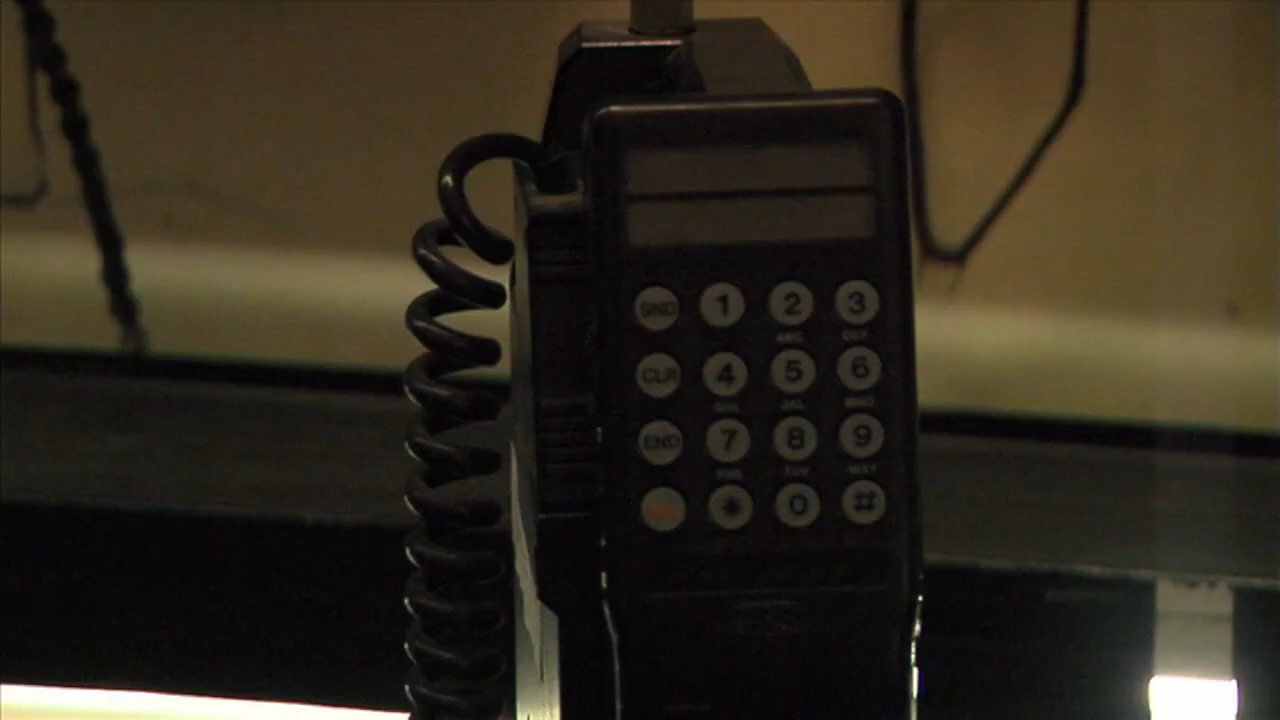 SND 1 2 3
ABC DEF
CLR 4 5 6
GHI JKL MNO
END 7 8 9
PRS TUV WXY
* 0 #